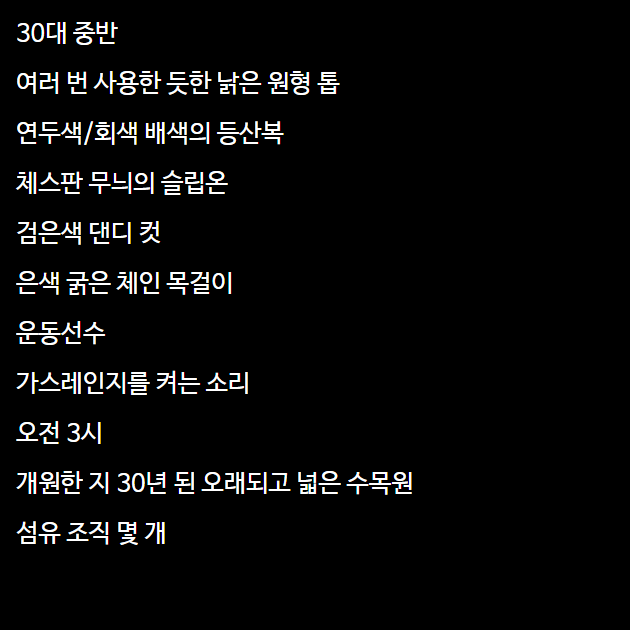 30대 중반
여러 번 사용한 듯한 낡은 원형 톱
연두색/회색 배색의 등산복
체스판 무늬의 슬립온
검은색 댄디 컷
은색 굵은 체인 목걸이
운동선수
가스레인지를 켜는 소리
오전 3시
개원한 지 30년 된 오래되고 넓은 수목원
섬유 조직 몇 개